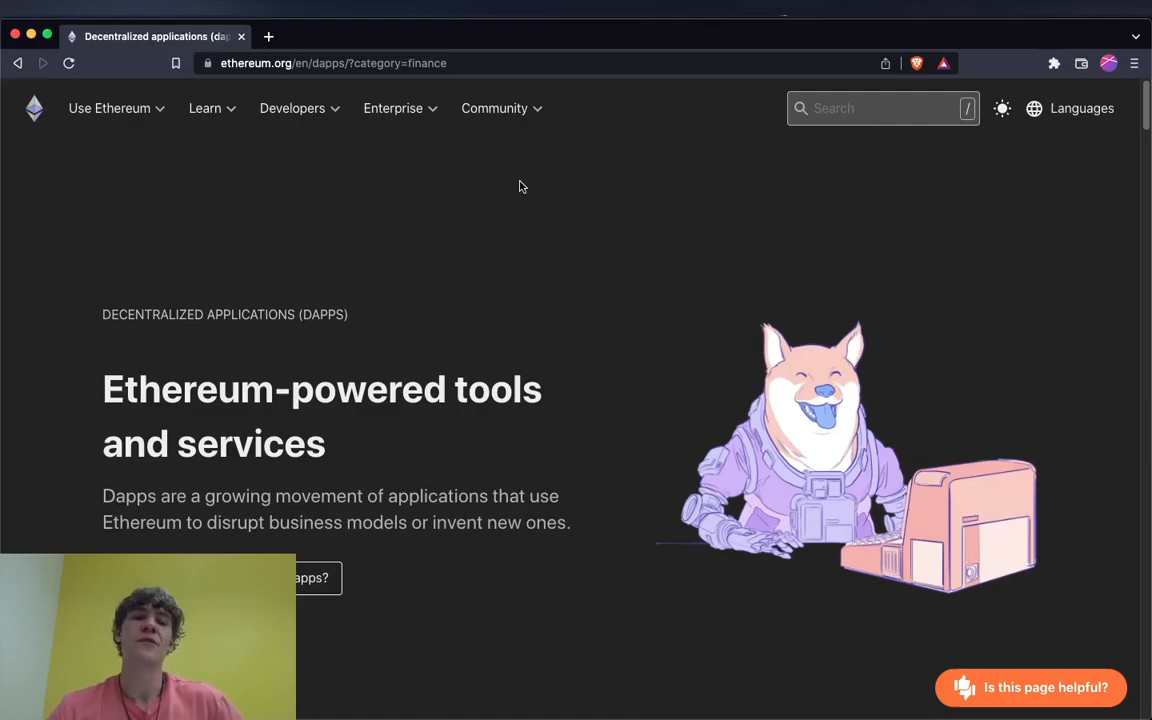 Decentralized applications (dap
ethereum.org/en/dapps/?category=finance
Use Ethereum
Learn
Developers
Enterprise
Community
Search
/
Languages
DECENTRALIZED APPLICATIONS (DAPPS)
Ethereum-powered tools
and services
Dapps are a growing movement of applications that use
Ethereum to disrupt business models or invent new ones.
apps?
Is this page helpful?